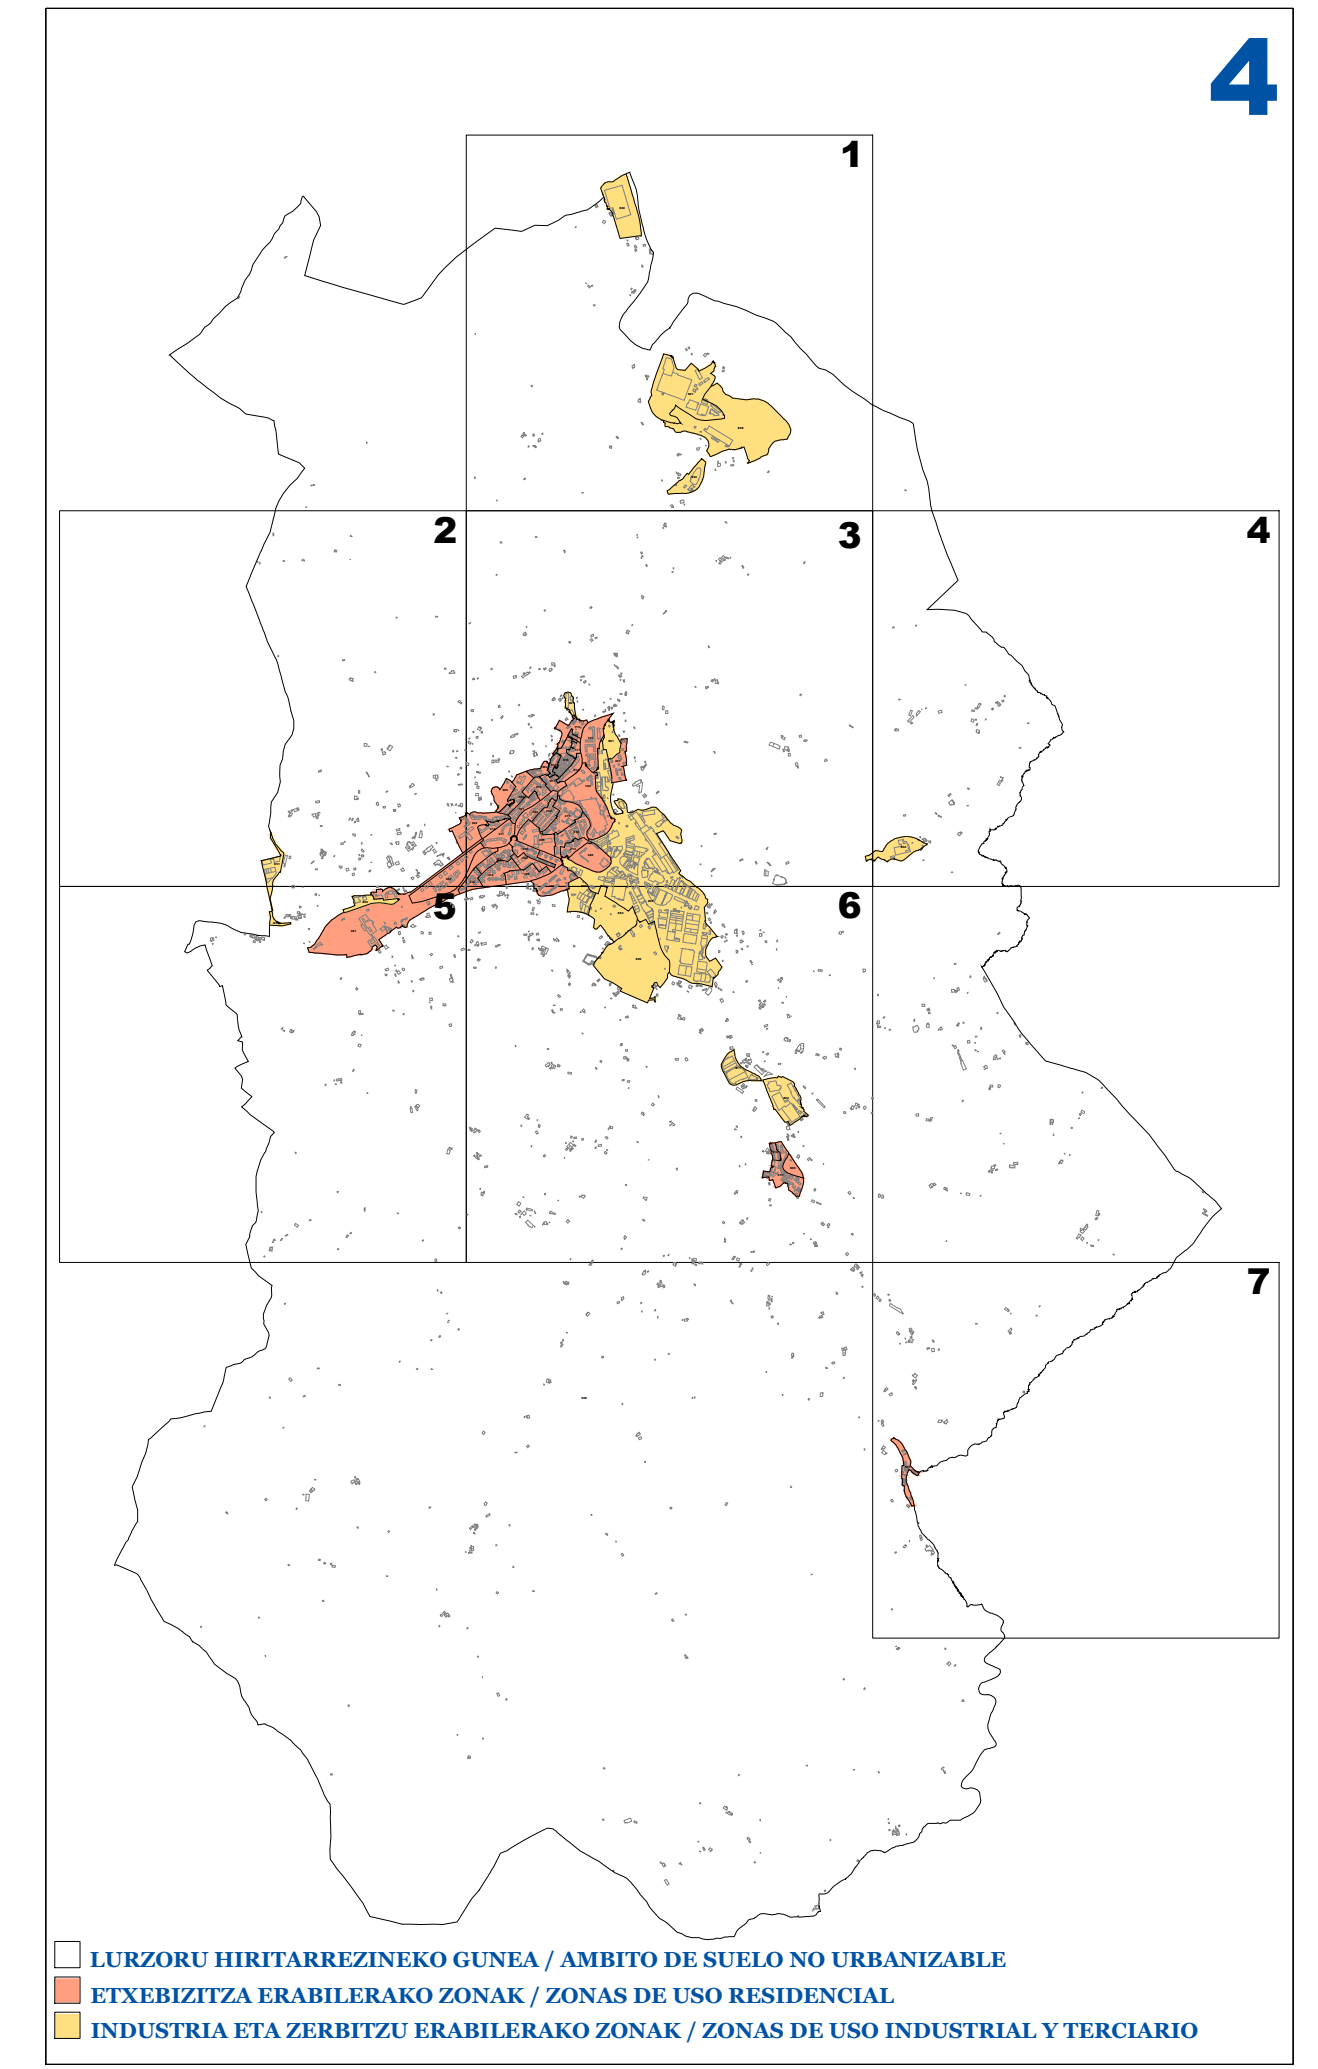 4
1
2
3
4
5
6
7
LURZORU HIRITARREZINEKO GUNEA / AMBITO DE SUELO NO URBANIZABLE
ETXEBIZITZA ERABILERAKO ZONAK / ZONAS DE USO RESIDENCIAL
INDUSTRIA ETA ZERBITZU ERABILERAKO ZONAK / ZONAS DE USO INDUSTRIAL Y TERCIARIO